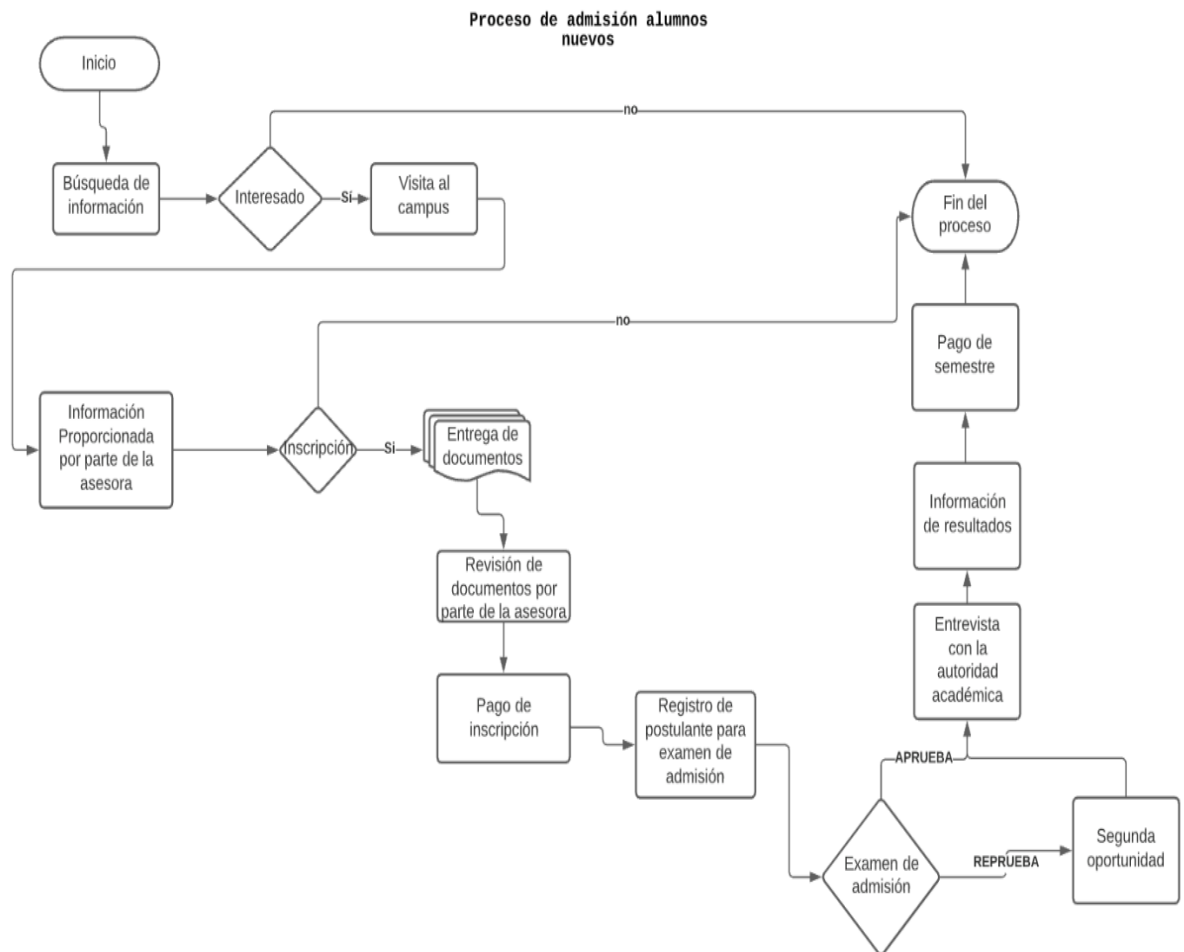 Proceso de admisión alumnos
nuevos
Inicio
no
Búsqueda de
información
Interesado
Sí
Visita al
campus
Fin del
proceso
no
Pago de
semestre
Información
Proporcionada
por parte de la
asesora
Inscripción
Si
Entrega de
documentos
Información
de resultados
Revisión de
documentos por
parte de la asesora
Entrevista
con la
autoridad
académica
Pago de
inscripción
Registro de
postulante para
examen de
admisión
APRUEBA
Examen de
admisión
REPRUEBA
Segunda
oportunidad